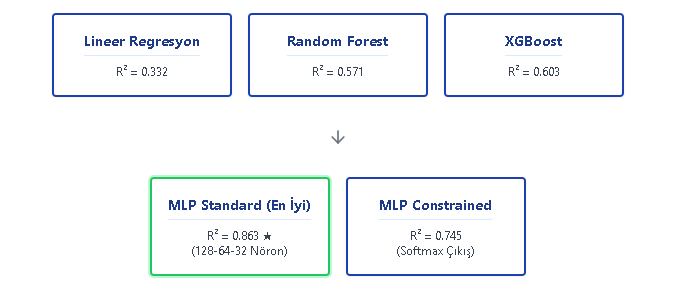 Lineer Regresyon
R² = 0.332
Random Forest
R² = 0.571
XGBoost
R² = 0.603
↓
MLP Standard (En İyi)
R² = 0.863 ★
(128-64-32 Nöron)
MLP Constrained
R² = 0.745
(Softmax Çıkış)